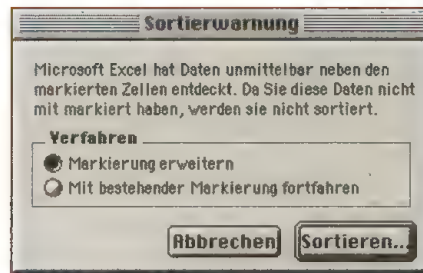 Sortierwarnung
Microsoft Excel hat Daten unmittelbar neben den
markierten Zellen entdeckt. Da Sie diese Daten nicht
mit markiert haben, werden sie nicht sortiert.
Verfahren
Markierung erweitern
Mit bestehender Markierung fortfahren
Abbrechen
Sortieren...